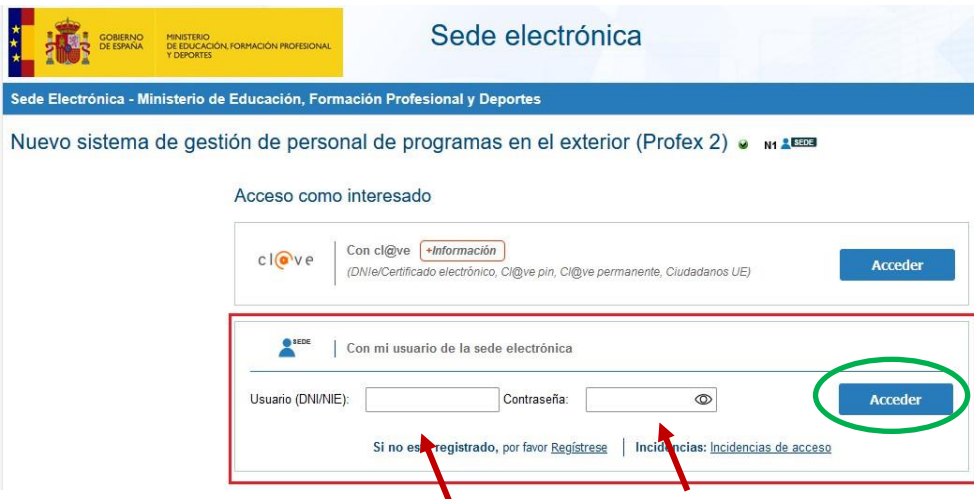 GOBIERNO
DE ESPAÑA
MINISTERIO
DE EDUCACIÓN, FORMACIÓN PROFESIONAL
Y DEPORTES
Sede electrónica
Sede Electrónica - Ministerio de Educación, Formación Profesional y Deportes
Nuevo sistema de gestión de personal de programas en el exterior (Profex 2) N1 SEDE
Acceso como interesado
cl@ve
Con cl@ve +Información
(DNIe/Certificado electrónico, Cl@ve pin, Cl@ve permanente, Ciudadanos UE)
Acceder
SEDE
Con mi usuario de la sede electrónica
Usuario (DNI/NIE): Contraseña: Acceder
Si no es registrado, por favor Regístrese Incidencias: Incidencias de acceso